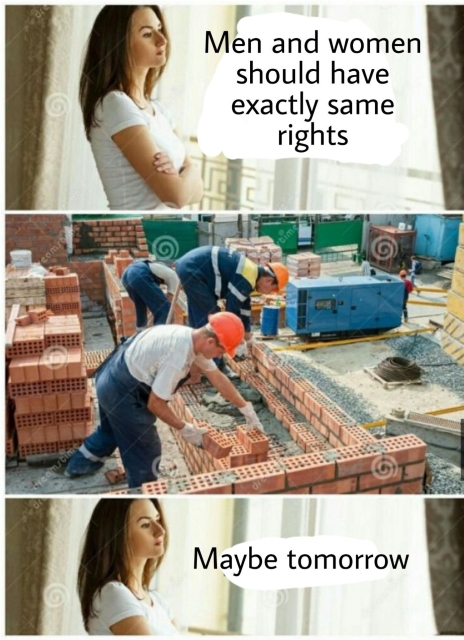 Men and women
should have
exactly same
rights
Maybe tomorrow